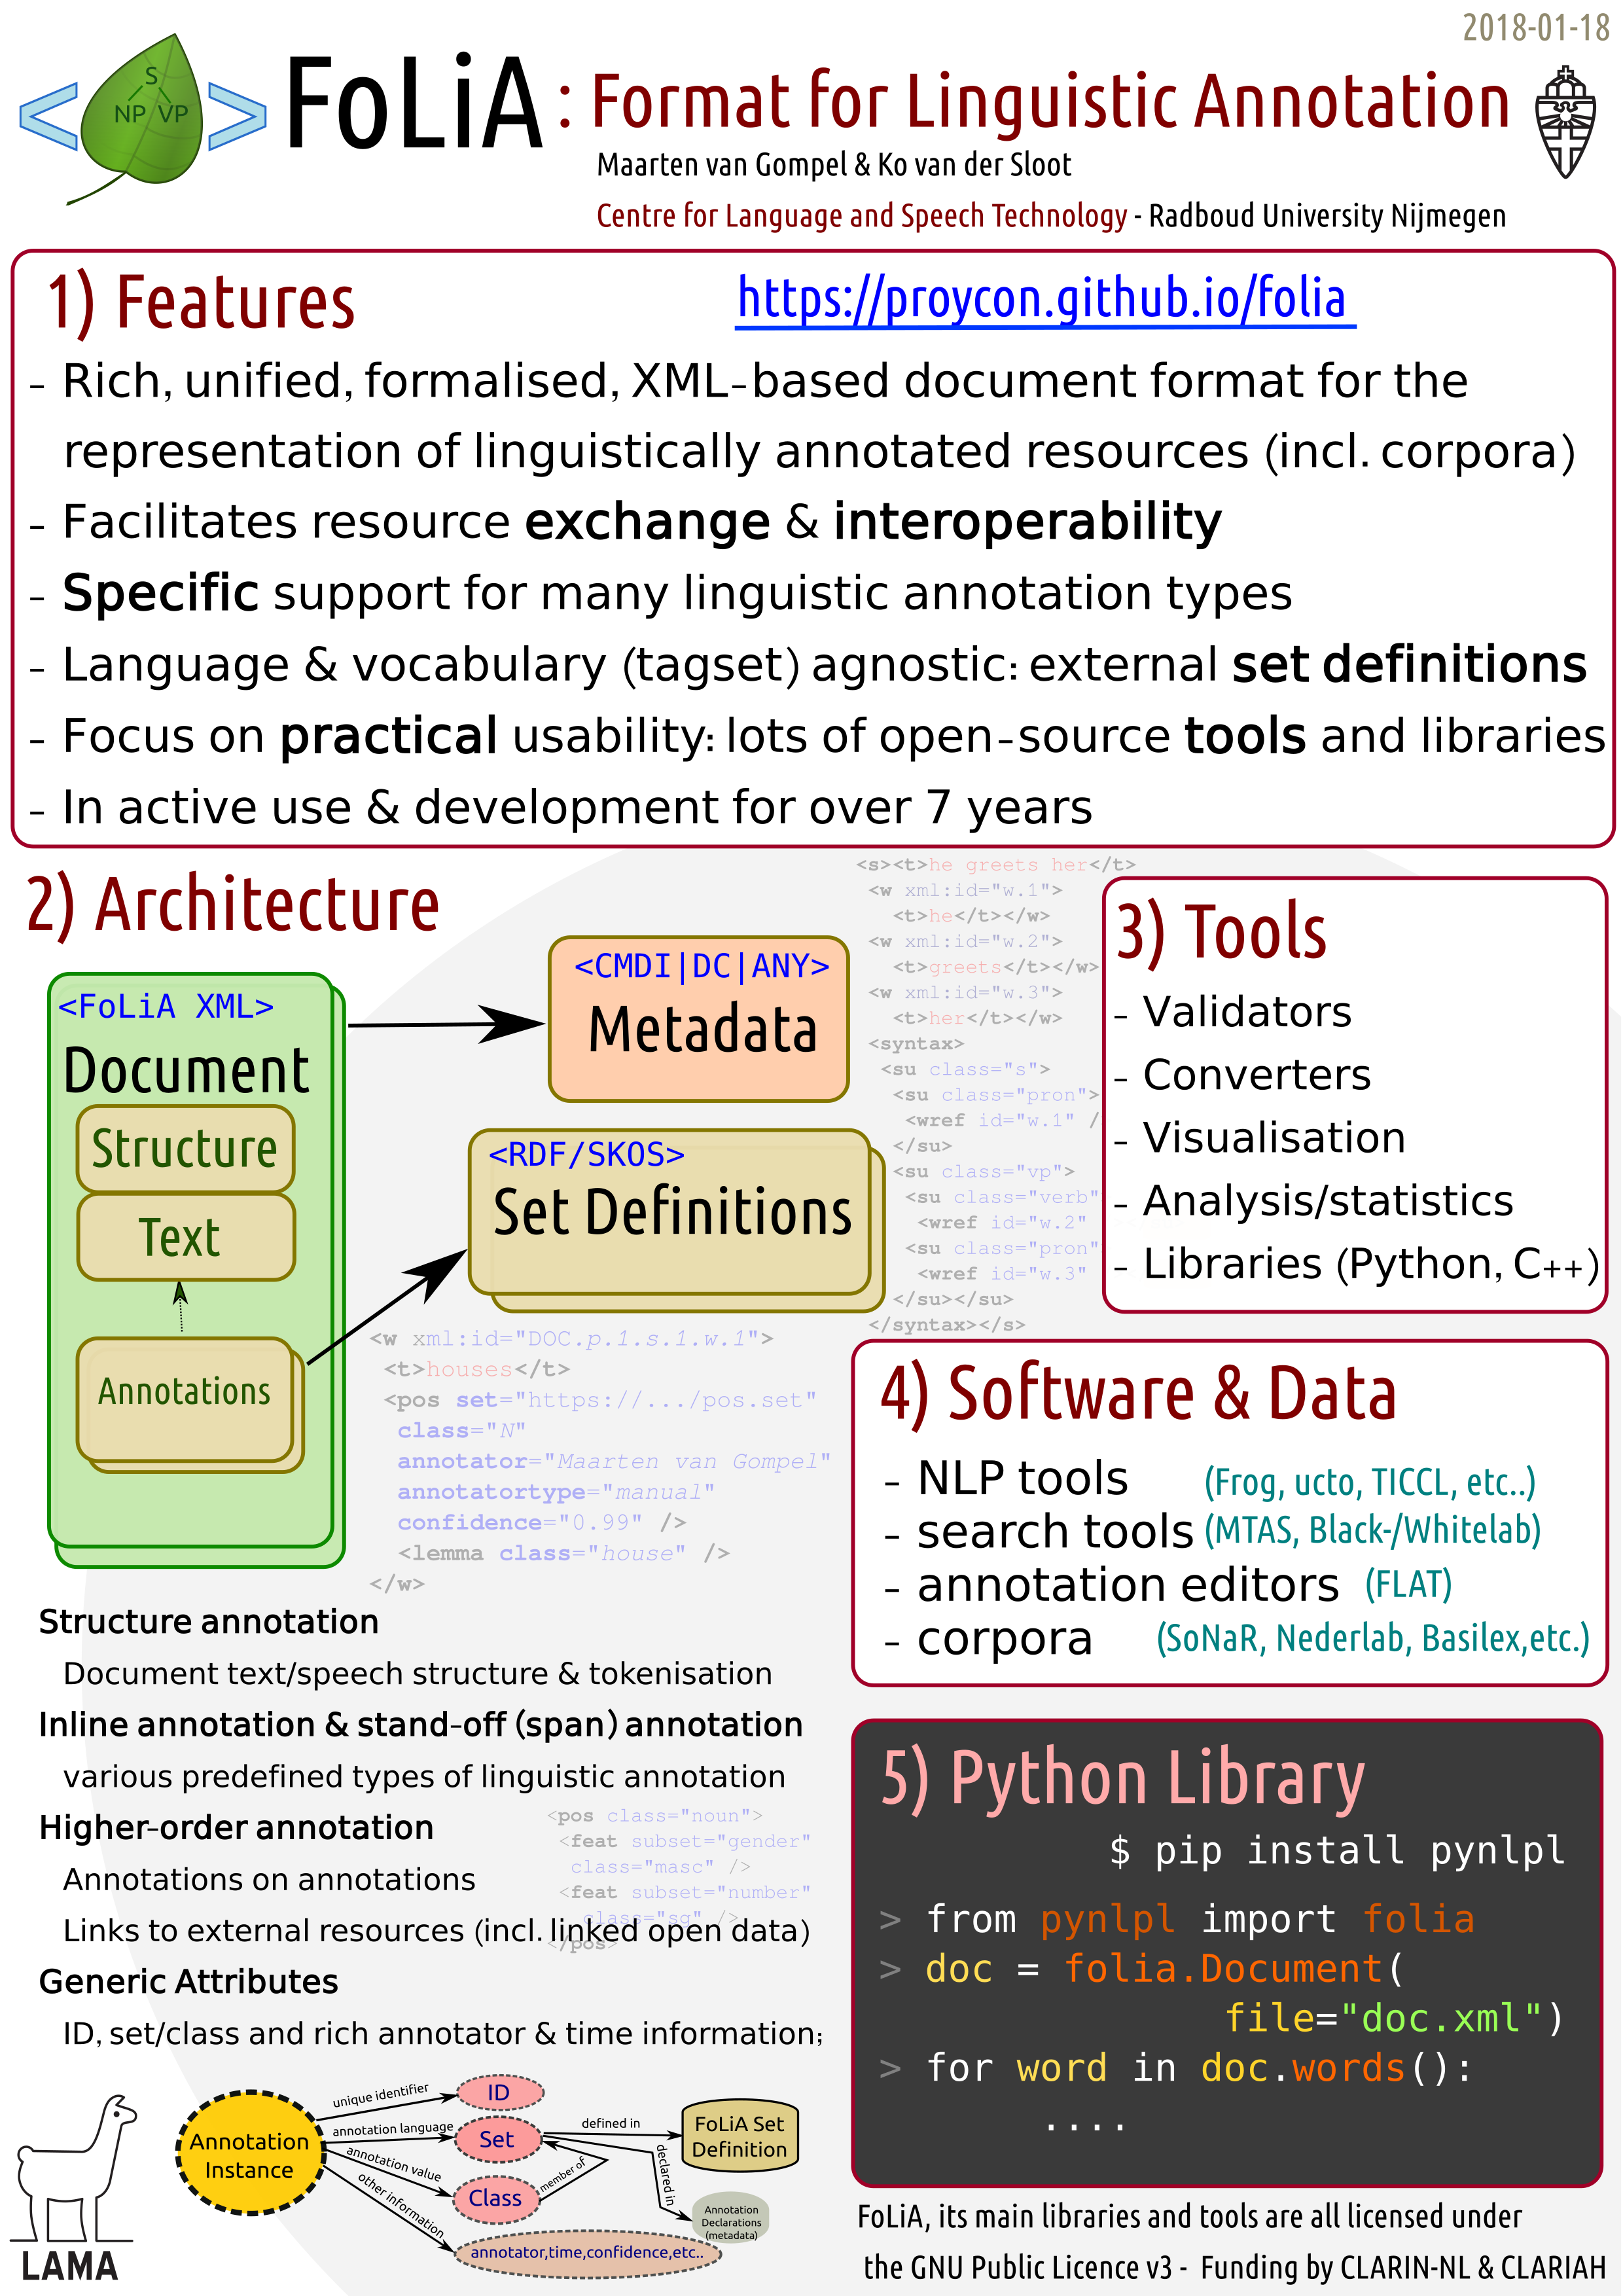 2018-01-18
S
NP VP
< >
FoLiA : Format for Linguistic Annotation
Maarten van Gompel & Ko van der Sloot
Centre for Language and Speech Technology - Radboud University Nijmegen
1) Features
https://proycon.github.io/folia
- Rich, unified, formalised, XML-based document format for the
representation of linguistically annotated resources (incl. corpora)
- Facilitates resource exchange & interoperability
- Specific support for many linguistic annotation types
- Language & vocabulary (tagset) agnostic: external set definitions
- Focus on practical usability: lots of open-source tools and libraries
- In active use & development for over 7 years
2) Architecture
<FoLiA XML>
Document
Structure
Text
Annotations
<CMDI|DC|ANY>
Metadata
<RDF/SKOS>
Set Definitions
<s><t>he greets her</t>
<w xml:id="w.1">
<t>he</t></w>
<w xml:id="w.2">
<t>greets</t></w>
<w xml:id="w.3">
<t>her</t></w>
<syntax>
<su class="s">
<su class="pron">
<wref id="w.1" /
</su>
<su class="vp">
<su class="verb"
<wref id="w.2"
<su class="pron"
<wref id="w.3"
</su></su>
</syntax></s>
<w xml:id="DOC.p.1.s.1.w.1">
<t>houses</t>
<pos set="https://.../pos.set"
class="N"
annotator="Maarten van Gompel"
annotatortype="manual"
confidence="0.99" />
<lemma class="house" />
</w>
Structure annotation
Document text/speech structure & tokenisation
Inline annotation & stand-off (span) annotation
various predefined types of linguistic annotation
Higher-order annotation
Annotations on annotations
Links to external resources (incl. linked open data)
<pos class="noun">
<feat subset="gender"
class="masc" />
<feat subset="number"
class="sg" />
</pos>
Generic Attributes
ID, set/class and rich annotator & time information;
LAMA
Annotation
Instance
unique identifier
ID
annotation language
Set
annotation value
Class
other information
annotator,time,confidence,etc..
member of
defined in
FoLiA Set
Definition
declared in
Annotation
Declarations
(metadata)
3) Tools
- Validators
- Converters
- Visualisation
- Analysis/statistics
- Libraries (Python, C++)
4) Software & Data
- NLP tools (Frog, ucto, TICCL, etc..)
- search tools (MTAS, Black-/Whitelab)
- annotation editors (FLAT)
- corpora (SoNaR, Nederlab, Basilex,etc.)
5) Python Library
$ pip install pynlpl
> from pynlpl import folia
> doc = folia.Document(
file="doc.xml")
> for word in doc.words():
....
FoLiA, its main libraries and tools are all licensed under
the GNU Public Licence v3 - Funding by CLARIN-NL & CLARIAH